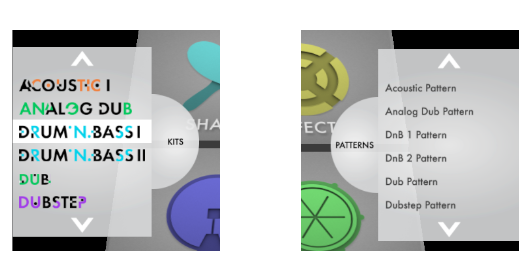 ACOUSTIC I
ANALOG DUB
DRUM'N.BASS I
DRUM'N.BASS II
DUB
DUBSTEP
KITS
SHA
FECT
PATTERNS
Acoustic Pattern
Analog Dub Pattern
DnB 1 Pattern
DnB 2 Pattern
Dub Pattern
Dubstep Pattern